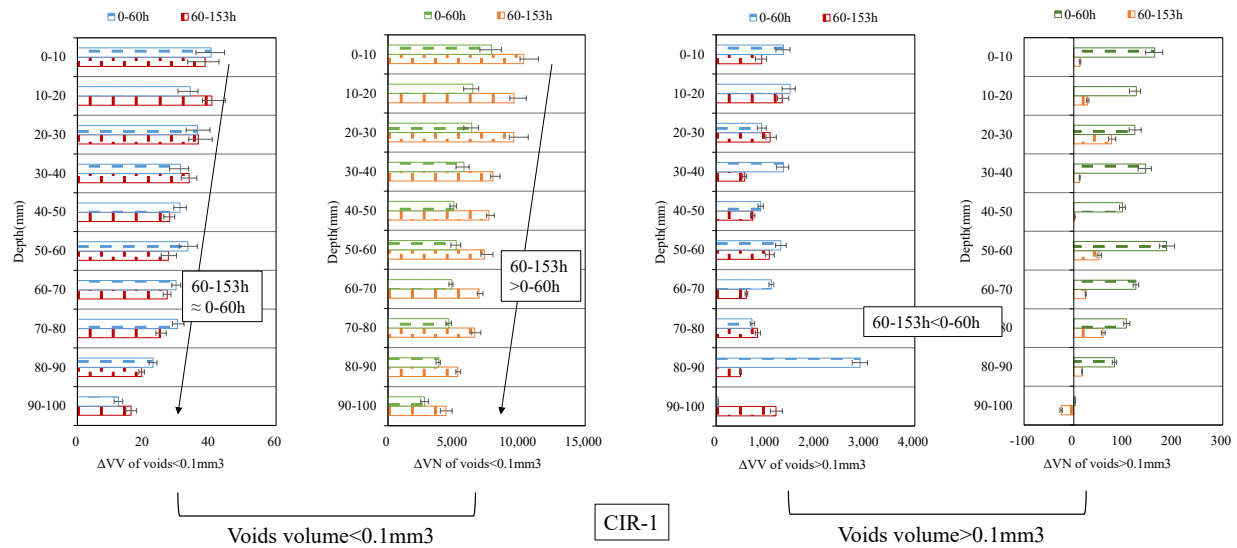 0-60h 60-153h
0-10
10-20
20-30
30-40
40-50
50-60
60-70
70-80
80-90
90-100
Depth(mm)
60-153h
≈ 0-60h
0 20 40 60
ΔVV of voids<0.1mm3
0-60h 60-153h
0-10
10-20
20-30
30-40
40-50
50-60
60-70
70-80
80-90
90-100
Depth(mm)
60-153h
>0-60h
0 5,000 10,000 15,000
ΔVN of voids<0.1mm3
0-60h 60-153h
0-10
10-20
20-30
30-40
40-50
50-60
60-70
70-80
80-90
90-100
Depth(mm)
60-153h<0-60h
0 1,000 2,000 3,000 4,000
ΔVV of voids>0.1mm3
0-60h 60-153h
0-10
10-20
20-30
30-40
40-50
50-60
60-70
80
80-90
90-100
Depth(mm)
-100 0 100 200 300
ΔVN of voids>0.1mm3
Voids volume<0.1mm3
CIR-1
Voids volume>0.1mm3